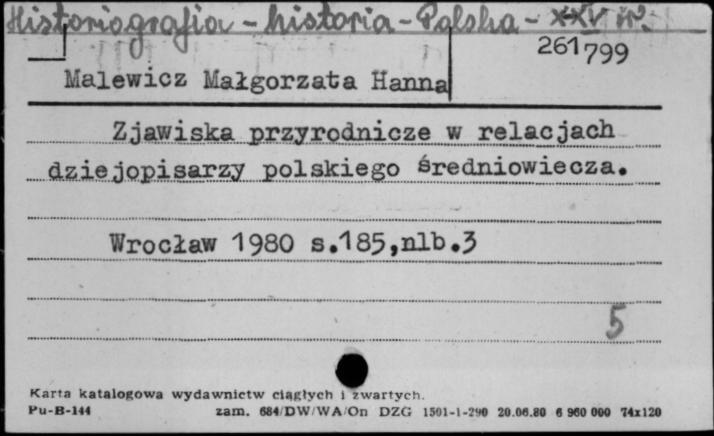 Historiografia - historia - Polska - X-XV w.
261799
Malewicz Małgorzata Hanna
Zjawiska przyrodnicze w relacjach
dziejopisarzy polskiego średniowiecza.
Wrocław 1980 s.185,nlb.3
5
Karta katalogowa wydawnictw ciągłych i zwartych.
Pu-B-144 zam. 684/DW/WA/On DZG 1501-1-290 20.06.80 6 960 000 74x120